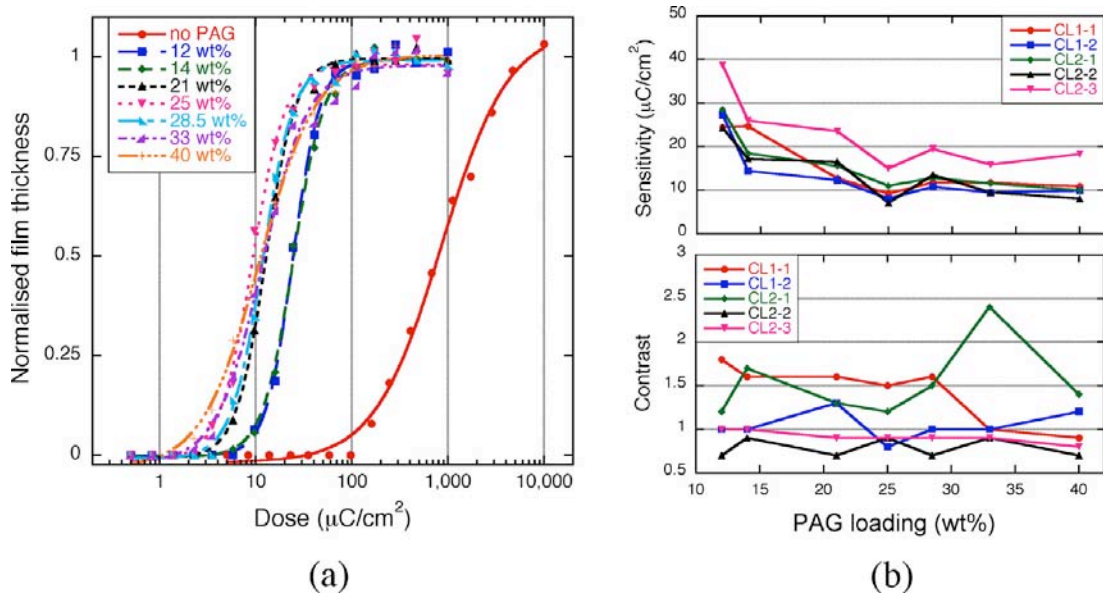 no PAG
12 wt%
14 wt%
21 wt%
25 wt%
28.5 wt%
33 wt%
40 wt%
1
0.75
0.5
0.25
0
Normalised film thickness
1
10
100
1,000
10,000
Dose (μC/cm²)
(a)
CL1-1
CL1-2
CL2-1
CL2-2
CL2-3
50
40
30
20
10
0
Sensitivity (μC/cm²)
CL1-1
CL1-2
CL2-1
CL2-2
CL2-3
3
2.5
2
1.5
1
0.5
Contrast
10
15
20
25
30
35
40
PAG loading (wt%)
(b)